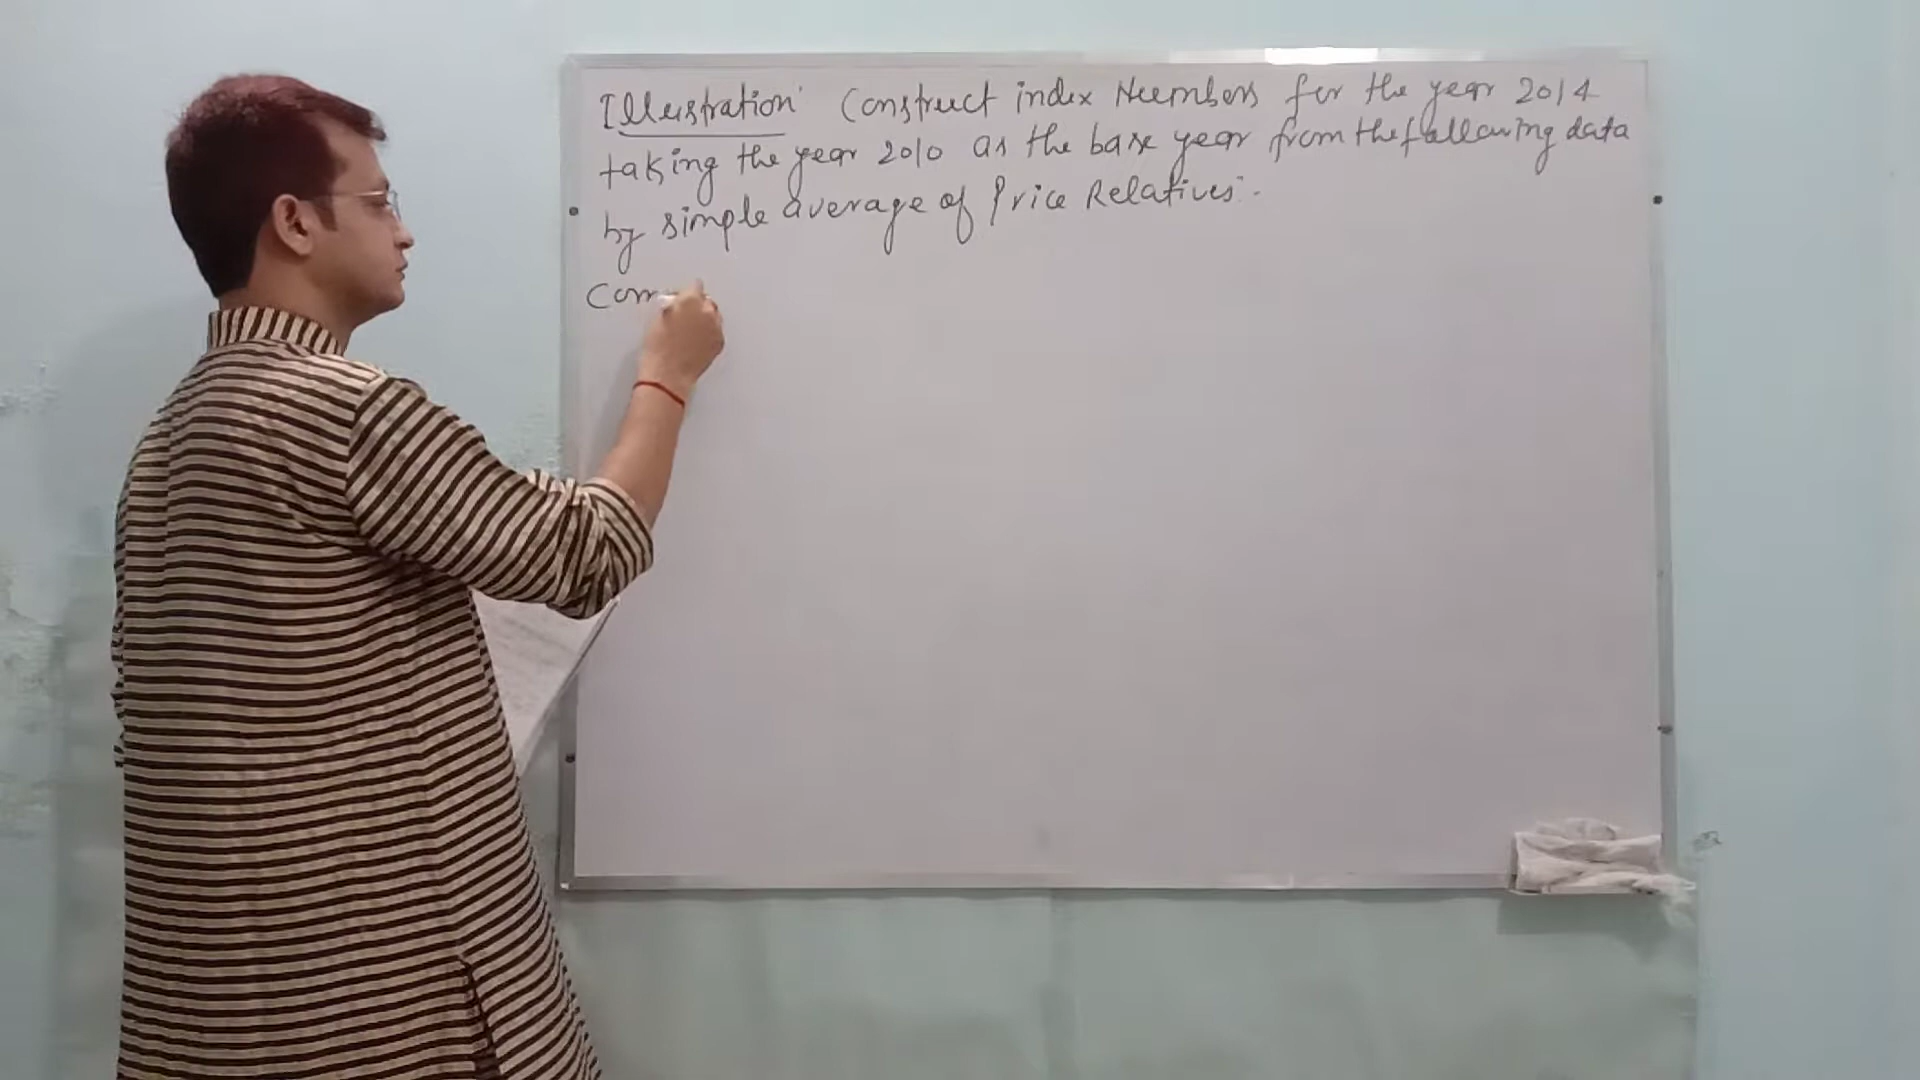 Illustration Construct index Numbers for the year 2014
taking the year 2010 as the base year from the following data
by simple average of Price Relatives:-
Com